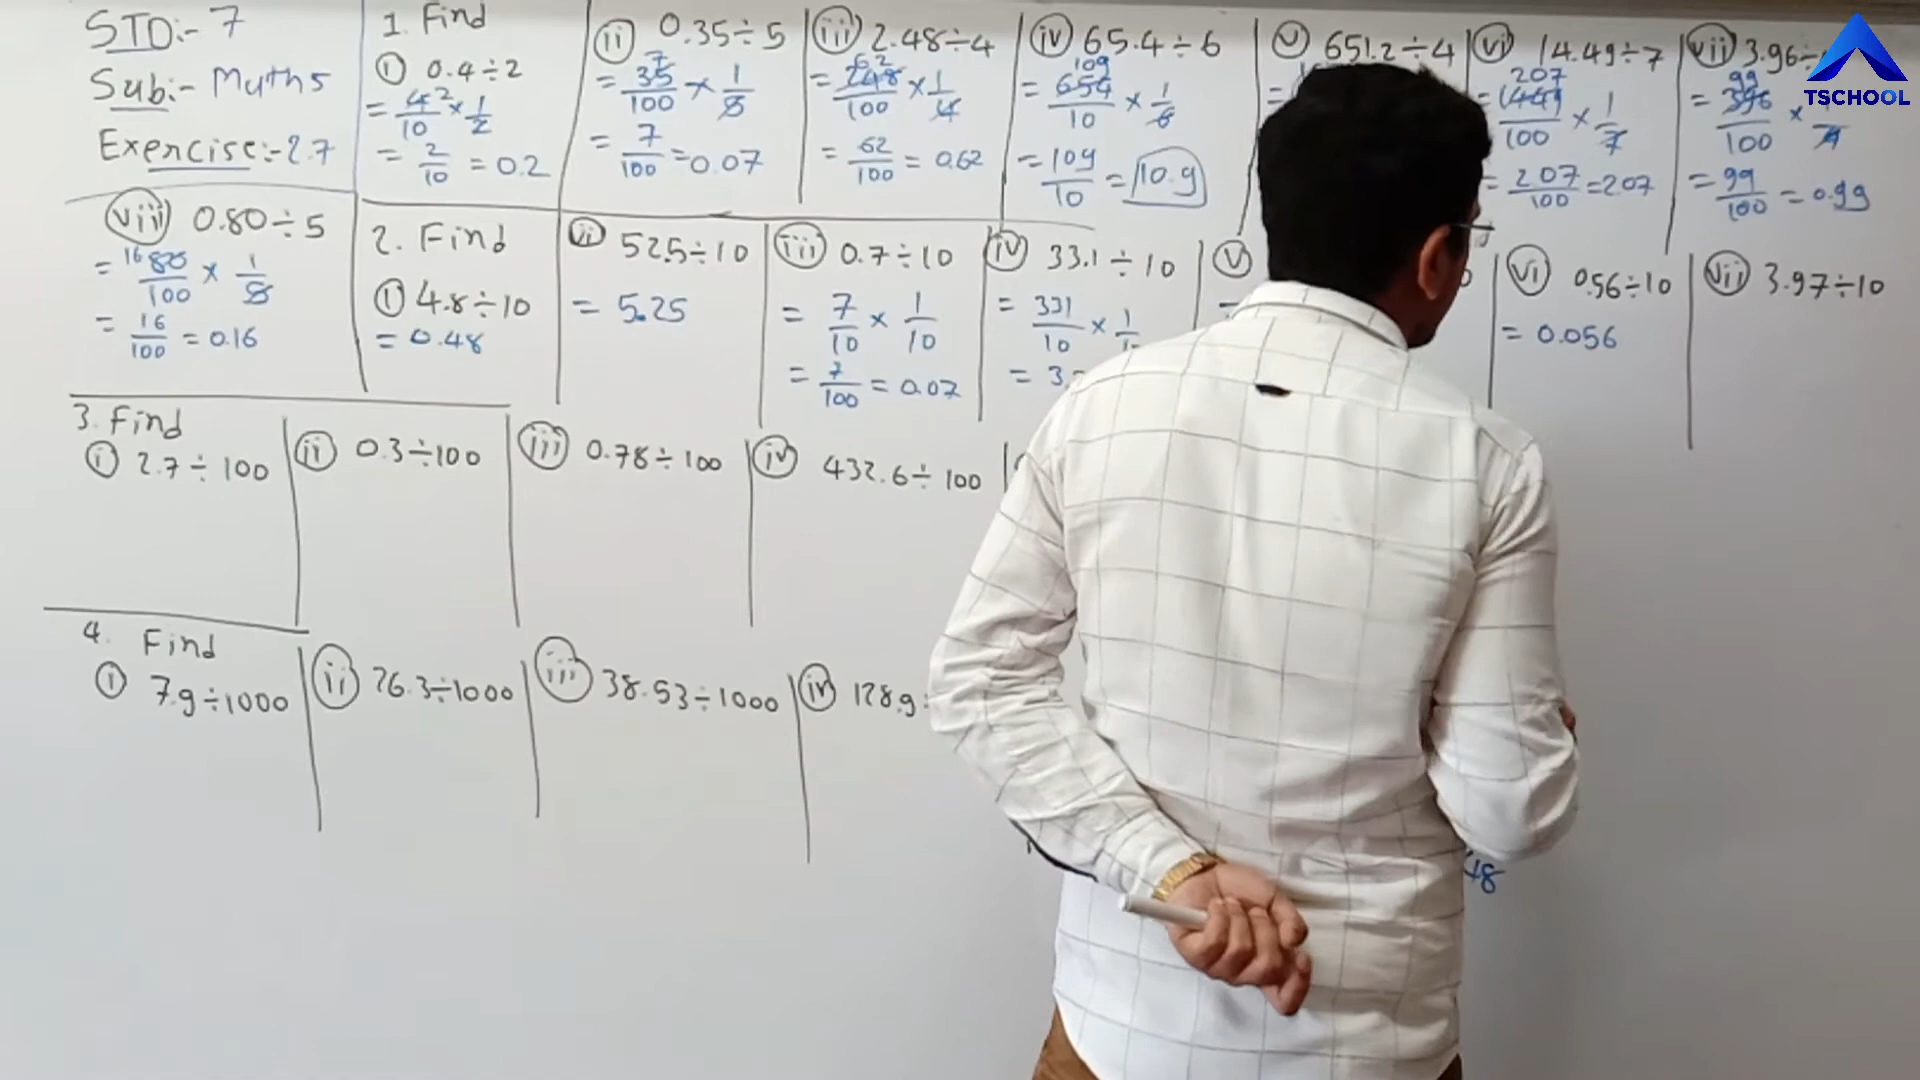 STD:- 7
Sub:- Maths
Exercise:- 2.7
1. Find
i 0.4 ÷ 2
= 4 2/10 × 1/2
= 2/10 = 0.2
ii 0.35 ÷ 5
7
= 35/100 × 1/5
= 7/100 = 0.07
iii 2.48 ÷ 4
62
= 248/100 × 1/4
= 62/100 = 0.62
iv 65.4 ÷ 6
109
= 654/10 × 1/6
= 109/10 = 10.9
v 651.2 ÷ 4
=
vi 14.49 ÷ 7
207
= 1449/100 × 1/7
= 207/100 = 207
vii 3.96 ÷
99
= 396/100 × 1/4
= 99/100 = 0.99
viii 0.80 ÷ 5
= 16 80/100 × 1/5
= 16/100 = 0.16
2. Find
i 4.8 ÷ 10
= 0.48
ii 52.5 ÷ 10
= 5.25
iii 0.7 ÷ 10
= 7/10 × 1/10
= 7/100 = 0.07
iv 33.1 ÷ 10
= 331/10 × 1/
= 3.
v
=
vi 0.56 ÷ 10
= 0.056
vii 3.97 ÷ 10
3. Find
i 2.7 ÷ 100
ii 0.3 ÷ 100
iii 0.78 ÷ 100
iv 432.6 ÷ 100
4. Find
i 7.9 ÷ 1000
ii 26.3 ÷ 1000
iii 38.53 ÷ 1000
iv 128.9 ÷
TSCHOOL